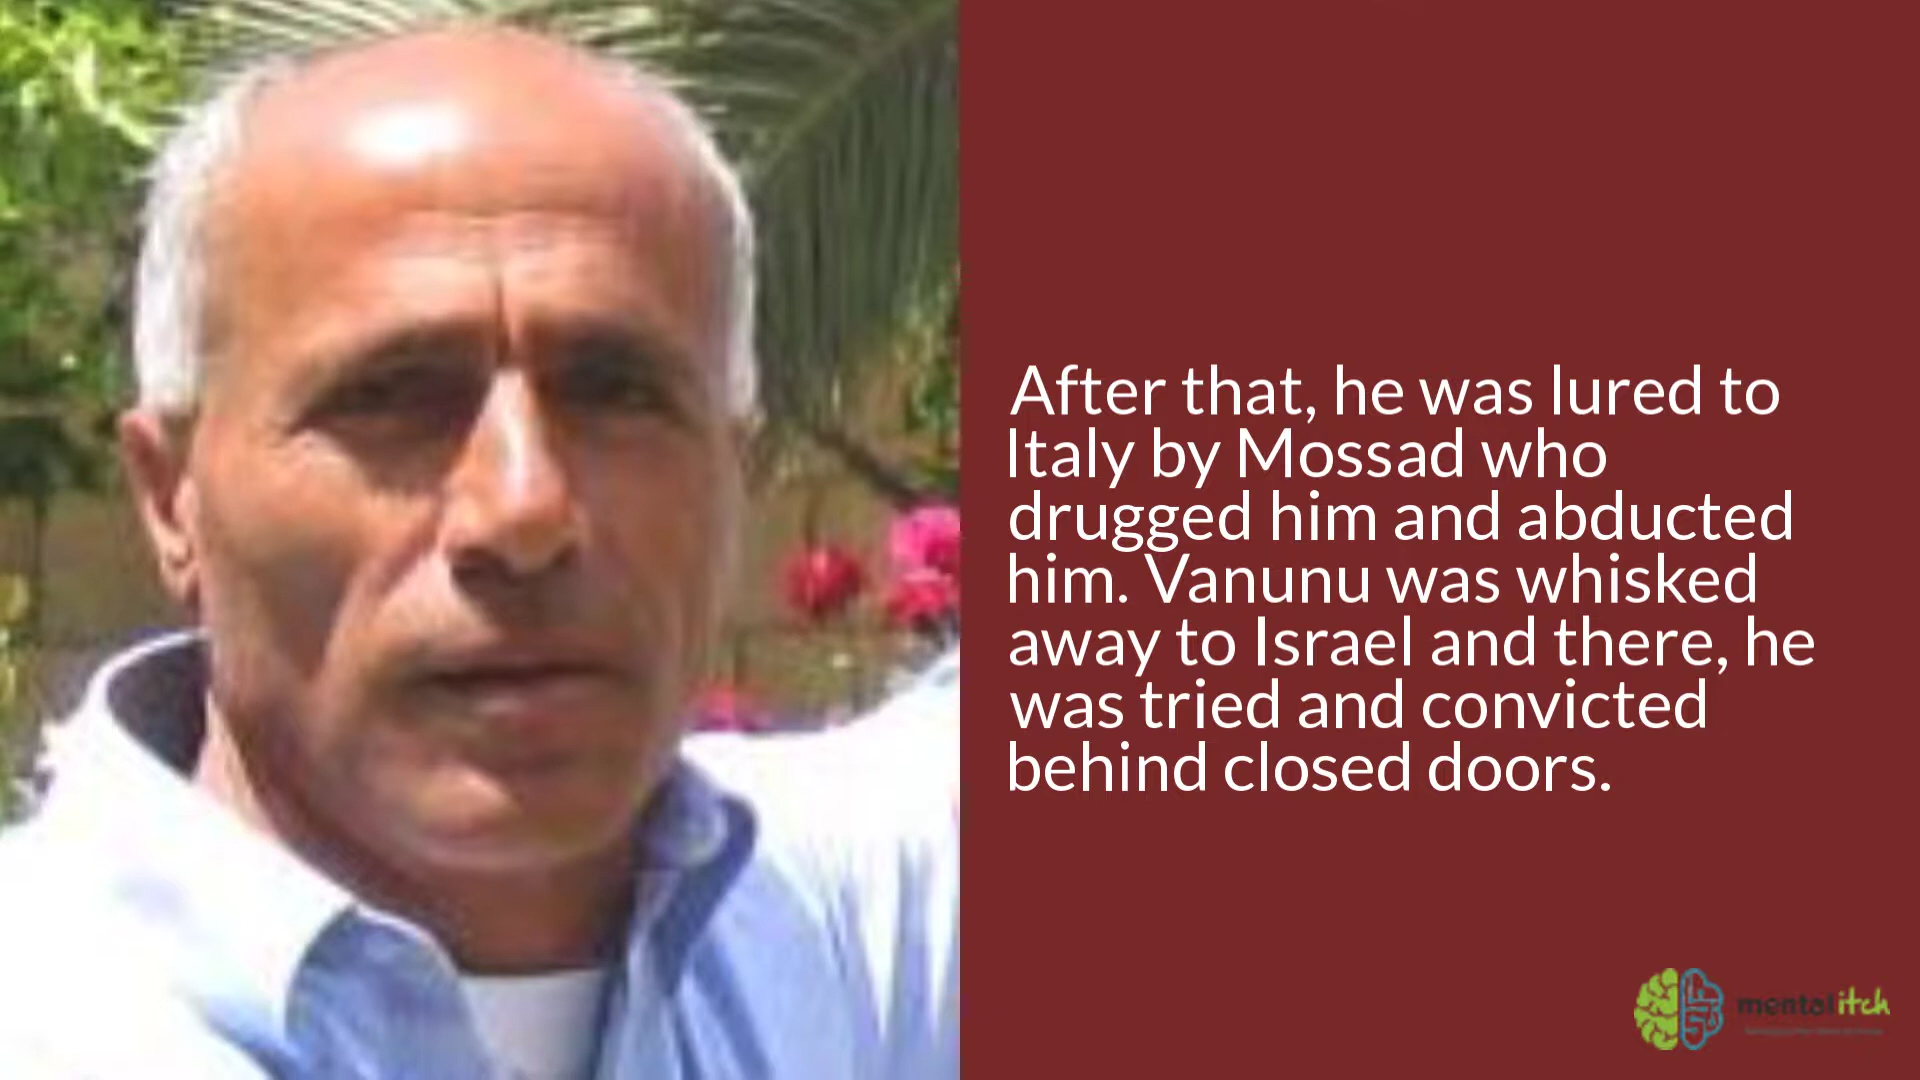 After that, he was lured to
Italy by Mossad who
drugged him and abducted
him. Vanunu was whisked
away to Israel and there, he
was tried and convicted
behind closed doors.
mentalitch